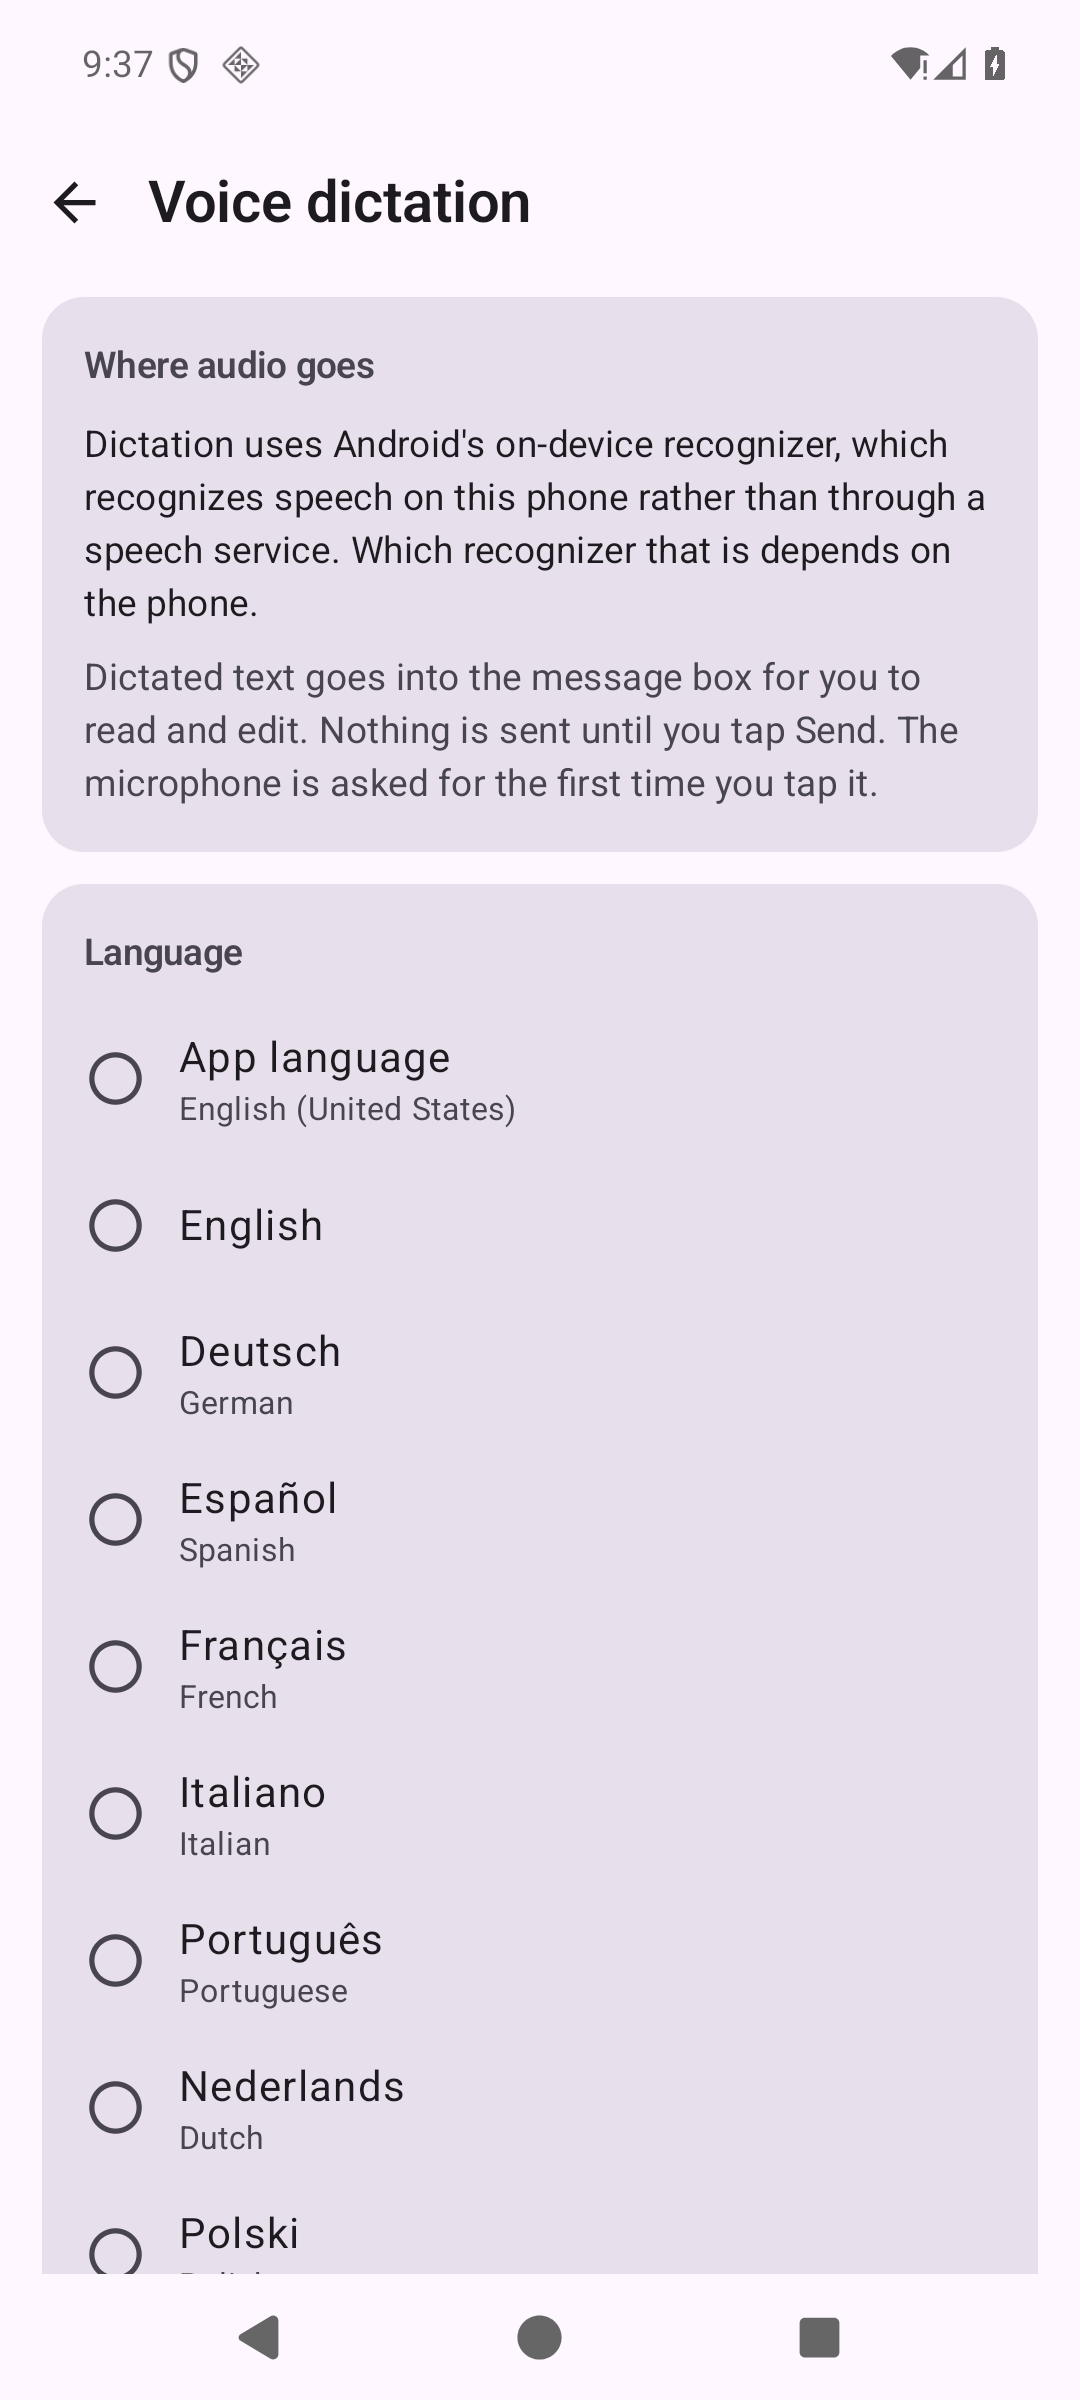 9:37
Voice dictation
Where audio goes
Dictation uses Android's on-device recognizer, which
recognizes speech on this phone rather than through a
speech service. Which recognizer that is depends on
the phone.
Dictated text goes into the message box for you to
read and edit. Nothing is sent until you tap Send. The
microphone is asked for the first time you tap it.
Language
App language
English (United States)
English
Deutsch
German
Español
Spanish
Français
French
Italiano
Italian
Português
Portuguese
Nederlands
Dutch
Polski